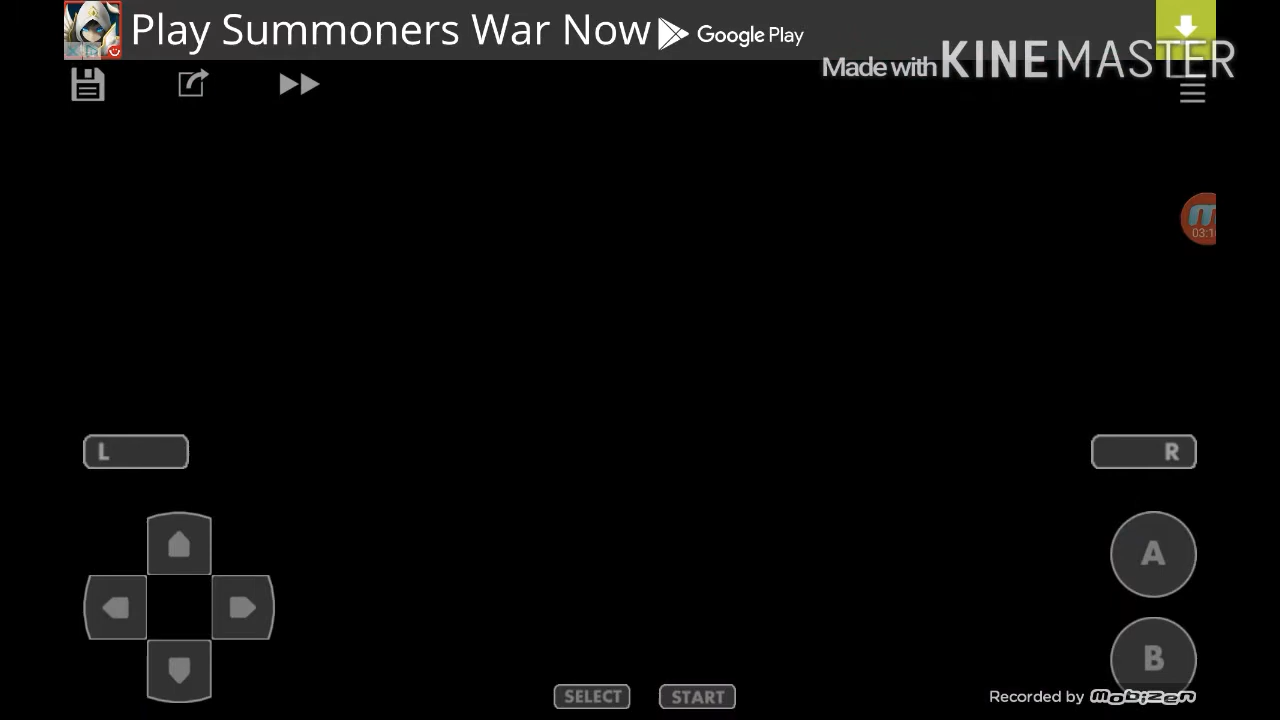 Play Summoners War Now Google Play
Made with KINEMASTER
L
R
A
B
SELECT START
Recorded by mobizen